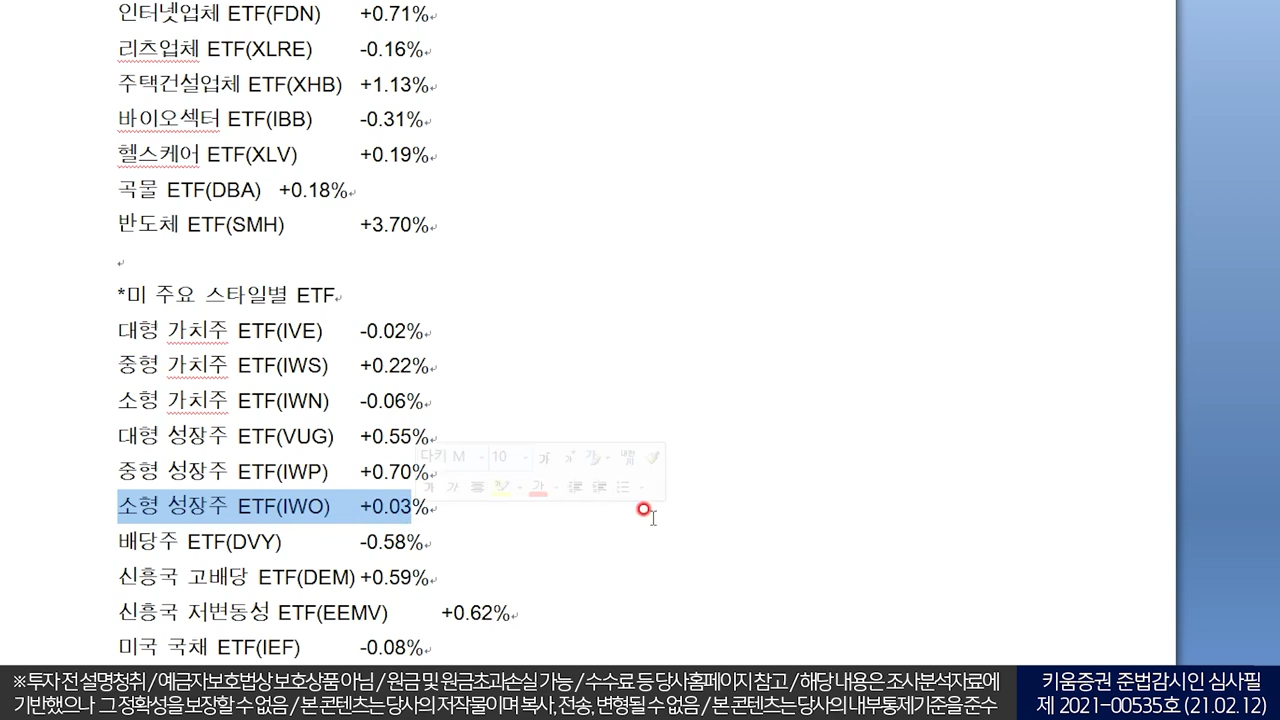 인터넷업체 ETF(FDN) +0.71%
리츠업체 ETF(XLRE) -0.16%
주택건설업체 ETF(XHB) +1.13%
바이오섹터 ETF(IBB) -0.31%
헬스케어 ETF(XLV) +0.19%
곡물 ETF(DBA) +0.18%
반도체 ETF(SMH) +3.70%
*미 주요 스타일별 ETF
대형 가치주 ETF(IVE) -0.02%
중형 가치주 ETF(IWS) +0.22%
소형 가치주 ETF(IWN) -0.06%
대형 성장주 ETF(VUG) +0.55%
다키 M 10
중형 성장주 ETF(IWP) +0.70%
소형 성장주 ETF(IWO) +0.03%
배당주 ETF(DVY) -0.58%
신흥국 고배당 ETF(DEM) +0.59%
신흥국 저변동성 ETF(EEMV) +0.62%
미국 국채 ETF(IEF) -0.08%
※투자 전 설명청취 / 예금자보호법상 보호상품 아님 / 원금 및 원금초과손실 가능 / 수수료 등 당사홈페이지 참고 / 해당 내용은 조사분석자료에
기반했으나 그 정확성을 보장할 수 없음 / 본 콘텐츠는 당사의 저작물이며 복사, 전송, 변형될 수 없음 / 본 콘텐츠는 당사의 내부통제기준을 준수
키움증권 준법감시인 심사필
제 2021-00535호 (21.02.12)